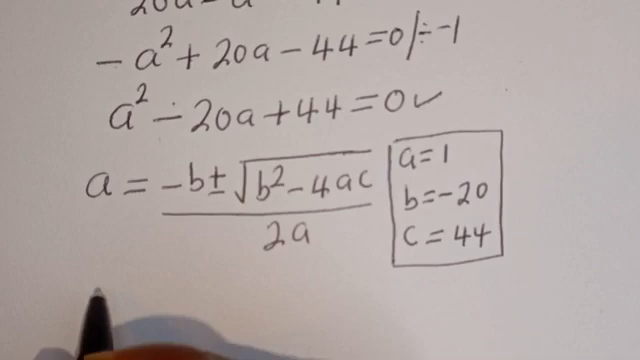 -a² + 20a - 44 = 0 / ÷ -1
a² - 20a + 44 = 0 ✓
a = (-b ± √(b² - 4ac)) / 2a
a = 1
b = -20
c = 44